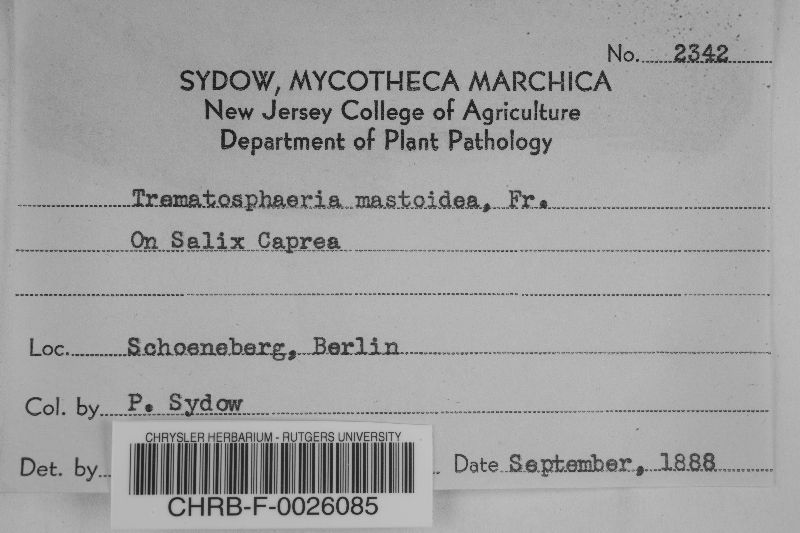 No. 2342
SYDOW, MYCOTHECA MARCHICA
New Jersey College of Agriculture
Department of Plant Pathology
Trematosphaeria mastoidea, Fr.
On Salix Caprea
Loc. Schoeneberg, Berlin
Col. by P. Sydow
Det. by
Date September, 1888
CHRYSLER HERBARIUM - RUTGERS UNIVERSITY
CHRB-F-0026085